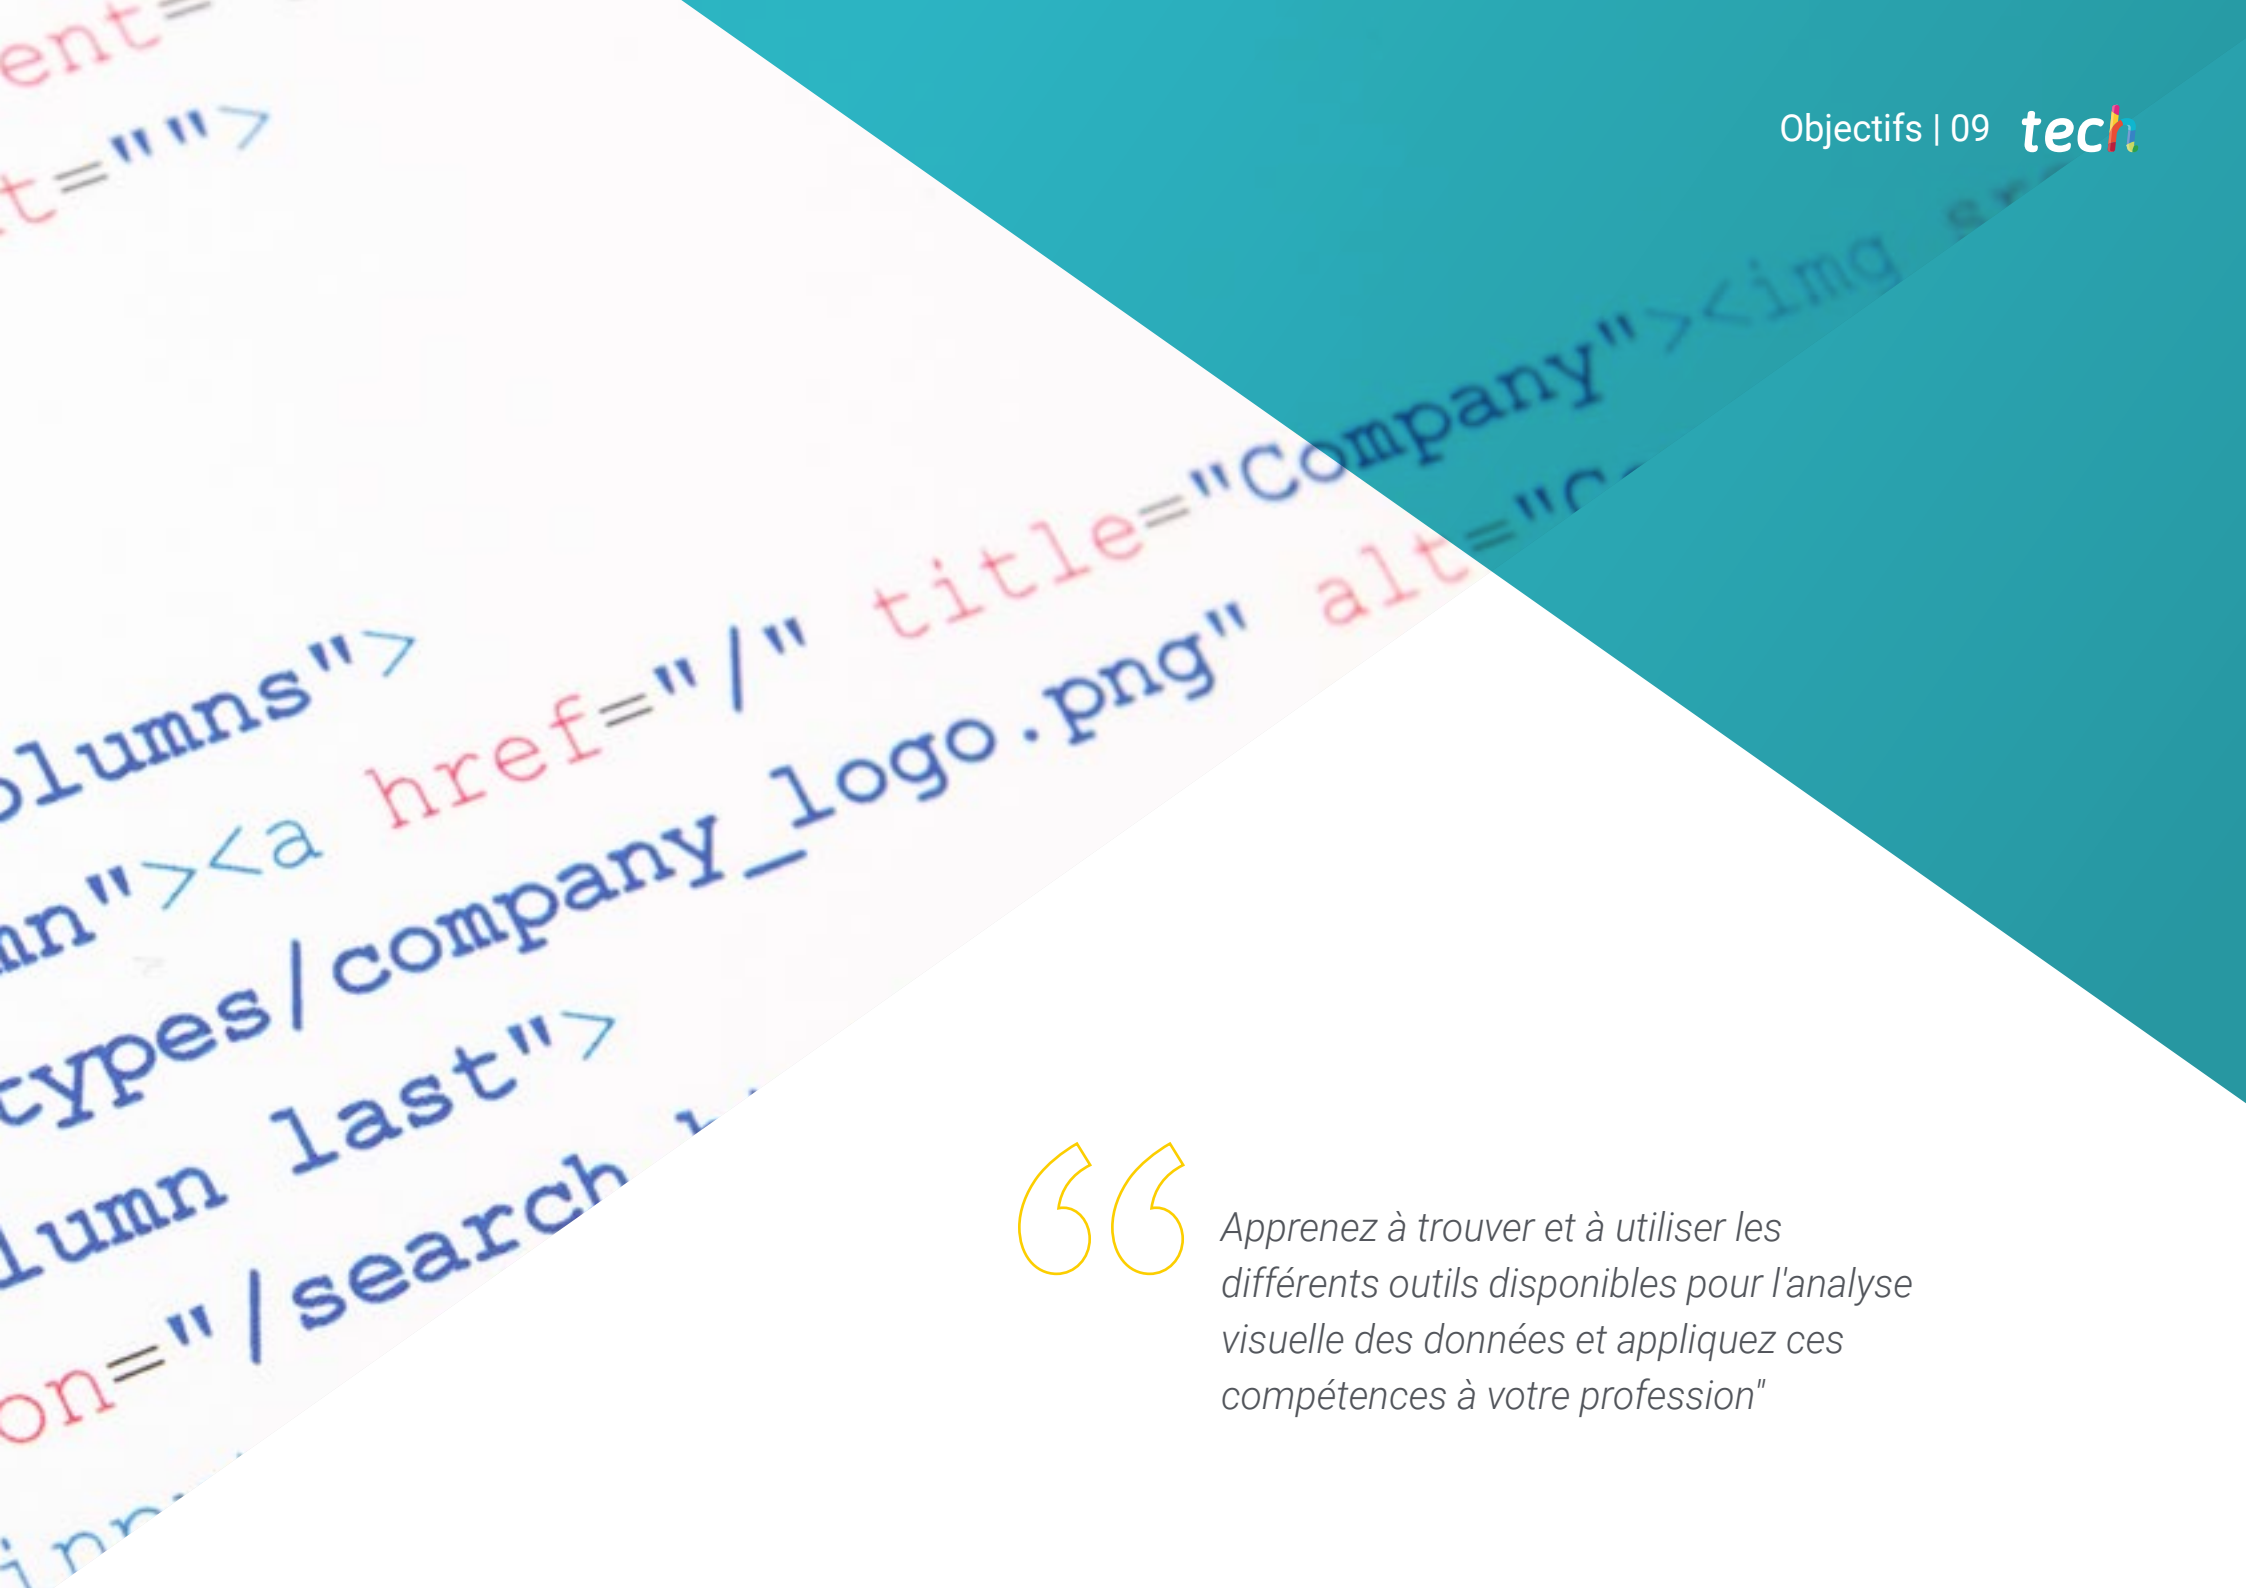 Objectifs | 09 tech
ent=
t="">
title="Company"><img
alt="
olumns">
mn"><a href="/"
types/company_logo.png"
lumn last">
on="/search
Apprenez à trouver et à utiliser les
différents outils disponibles pour l'analyse
visuelle des données et appliquez ces
compétences à votre profession"